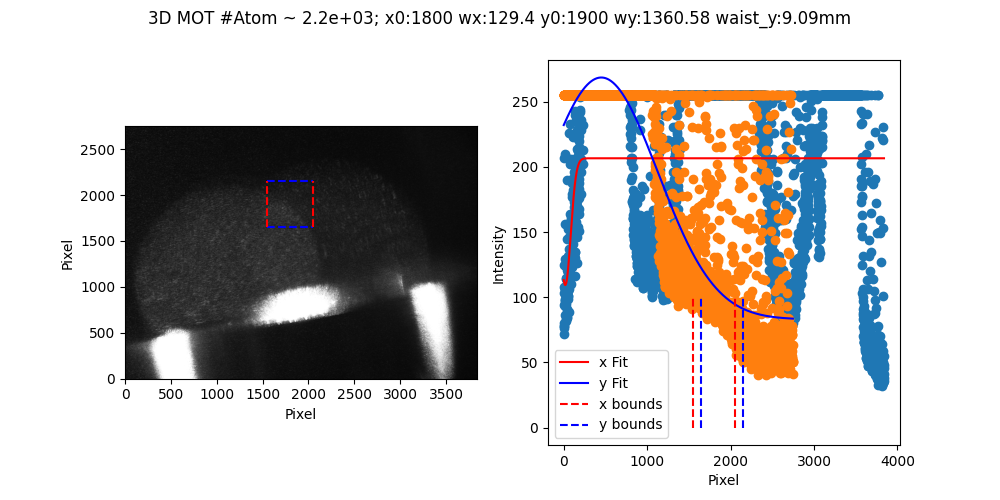 3D MOT #Atom ~ 2.2e+03; x0:1800 wx:129.4 y0:1900 wy:1360.58 waist_y:9.09mm
Pixel
2500
2000
1500
1000
500
0
0 500 1000 1500 2000 2500 3000 3500
Pixel
Intensity
250
200
150
100
50
0
x Fit
y Fit
x bounds
y bounds
0 1000 2000 3000 4000
Pixel